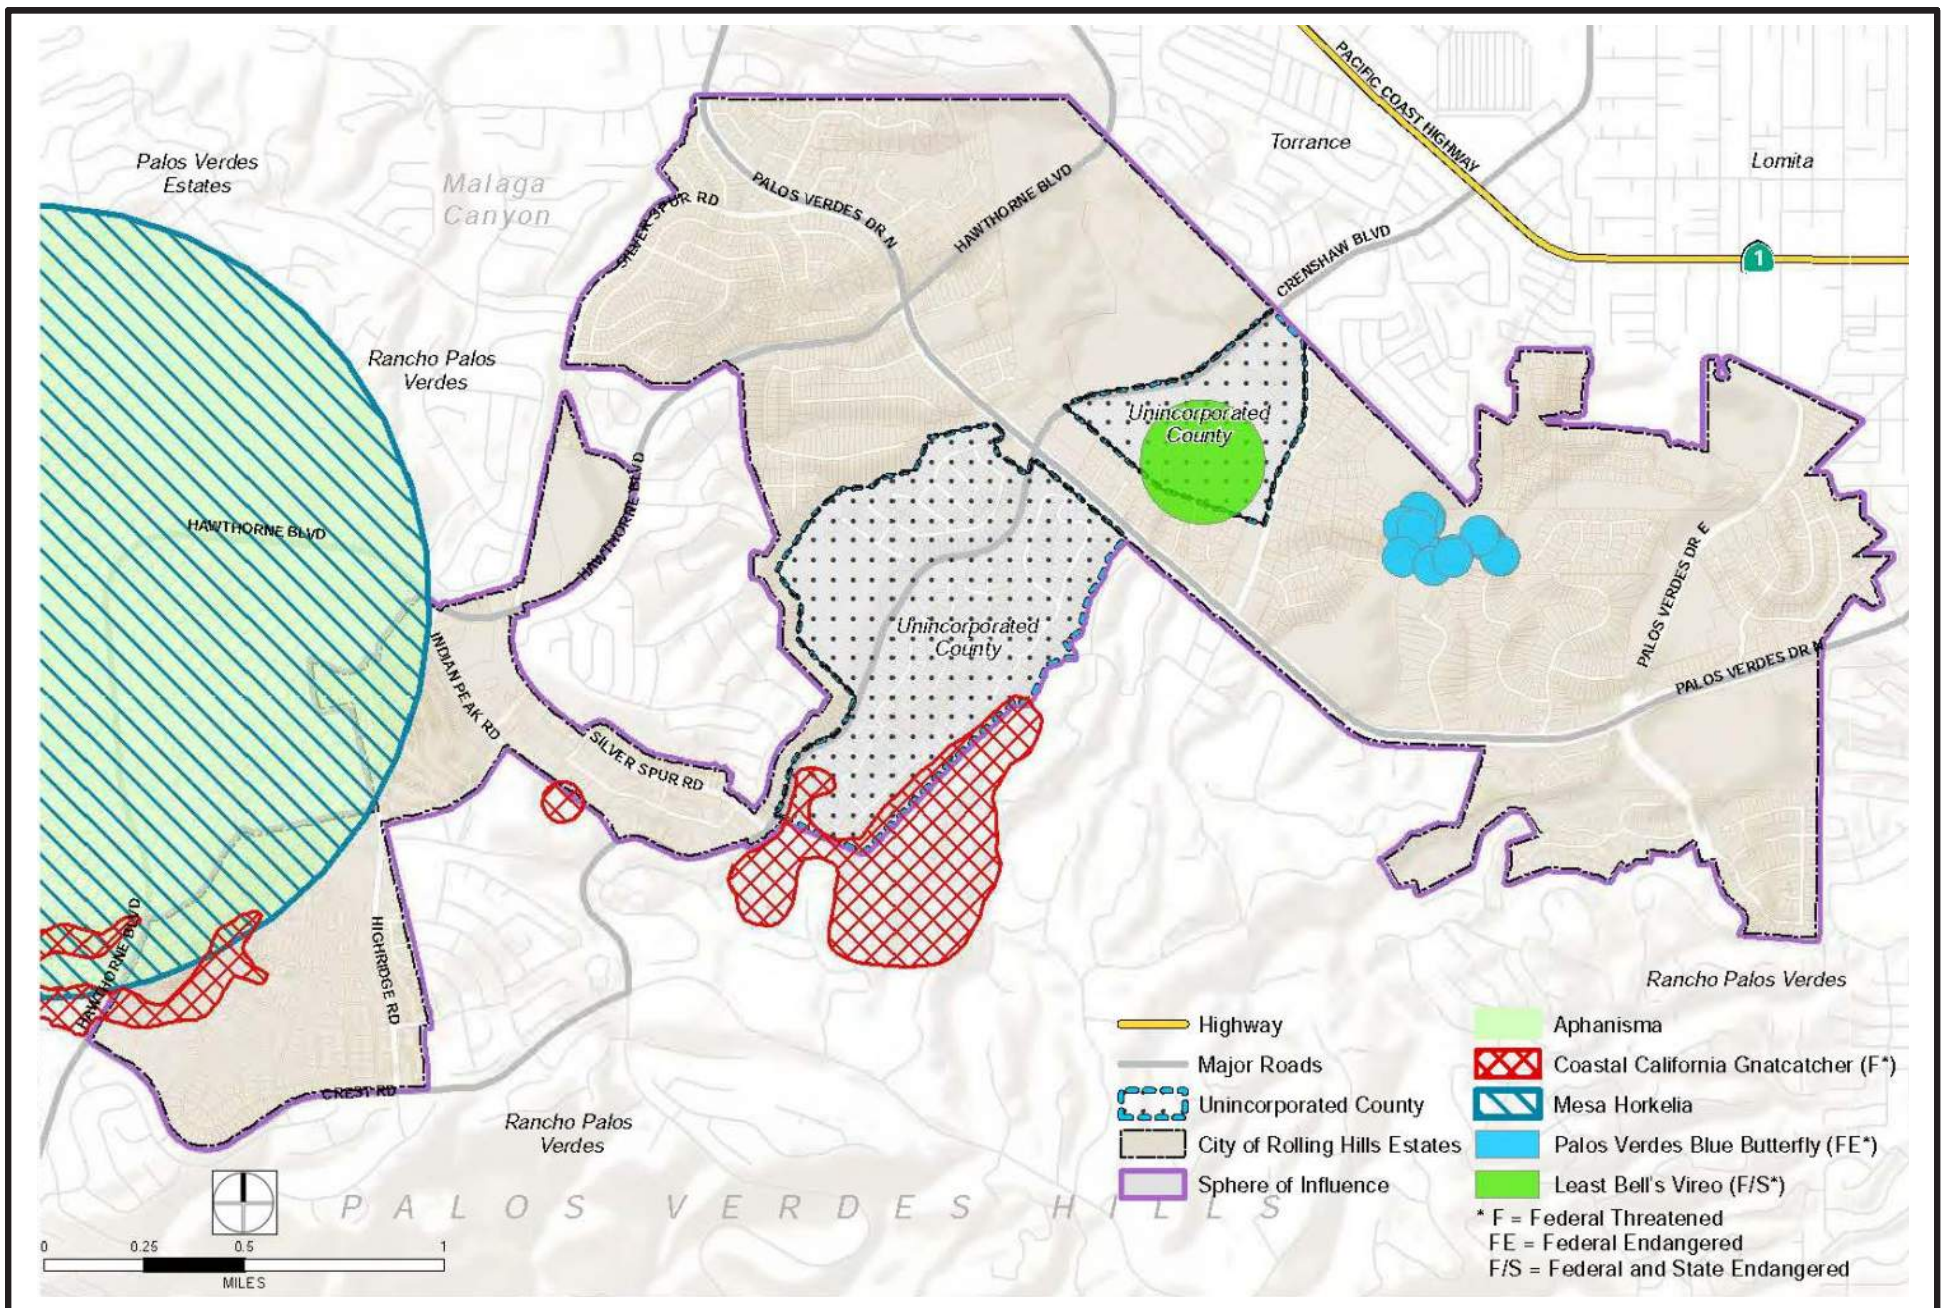 PACIFIC COAST HIGHWAY
Torrance
Lomita
Palos Verdes
Estates
Malaga
Canyon
SILVER SPUR RD
PALOS VERDES DR N
HAWTHORNE BLVD
CRENSHAW BLVD
1
Rancho Palos
Verdes
Unincorporated
County
HAWTHORNE BLVD
HAWTHORNE BLVD
PALOS VERDES DR E
Unincorporated
County
INDIAN PEAK RD
PALOS VERDES DR N
SILVER SPUR RD
HAWTHORNE BLVD
HIGHRIDGE RD
Rancho Palos Verdes
CREST RD
Rancho Palos
Verdes
PALOS VERDES HILLS
Highway
Major Roads
Unincorporated County
City of Rolling Hills Estates
Sphere of Influence
Aphanisma
Coastal California Gnatcatcher (F*)
Mesa Horkelia
Palos Verdes Blue Butterfly (FE*)
Least Bell's Vireo (F/S*)
* F = Federal Threatened
FE = Federal Endangered
F/S = Federal and State Endangered
0 0.25 0.5 1
MILES